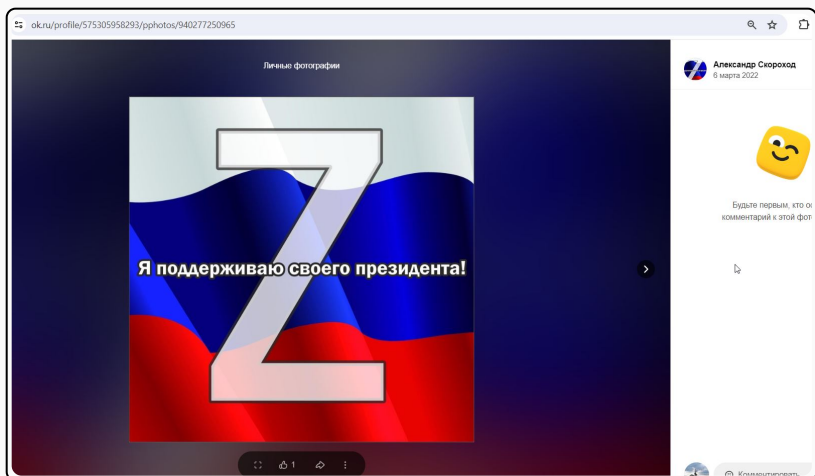 ok.ru/profile/575305958293/pphotos/940277250965
Личные фотографии
Александр Скороход
6 марта 2022
Z
Я поддерживаю своего президента!
Будьте первым, кто о
комментарий к этой фот
1
Комментировать